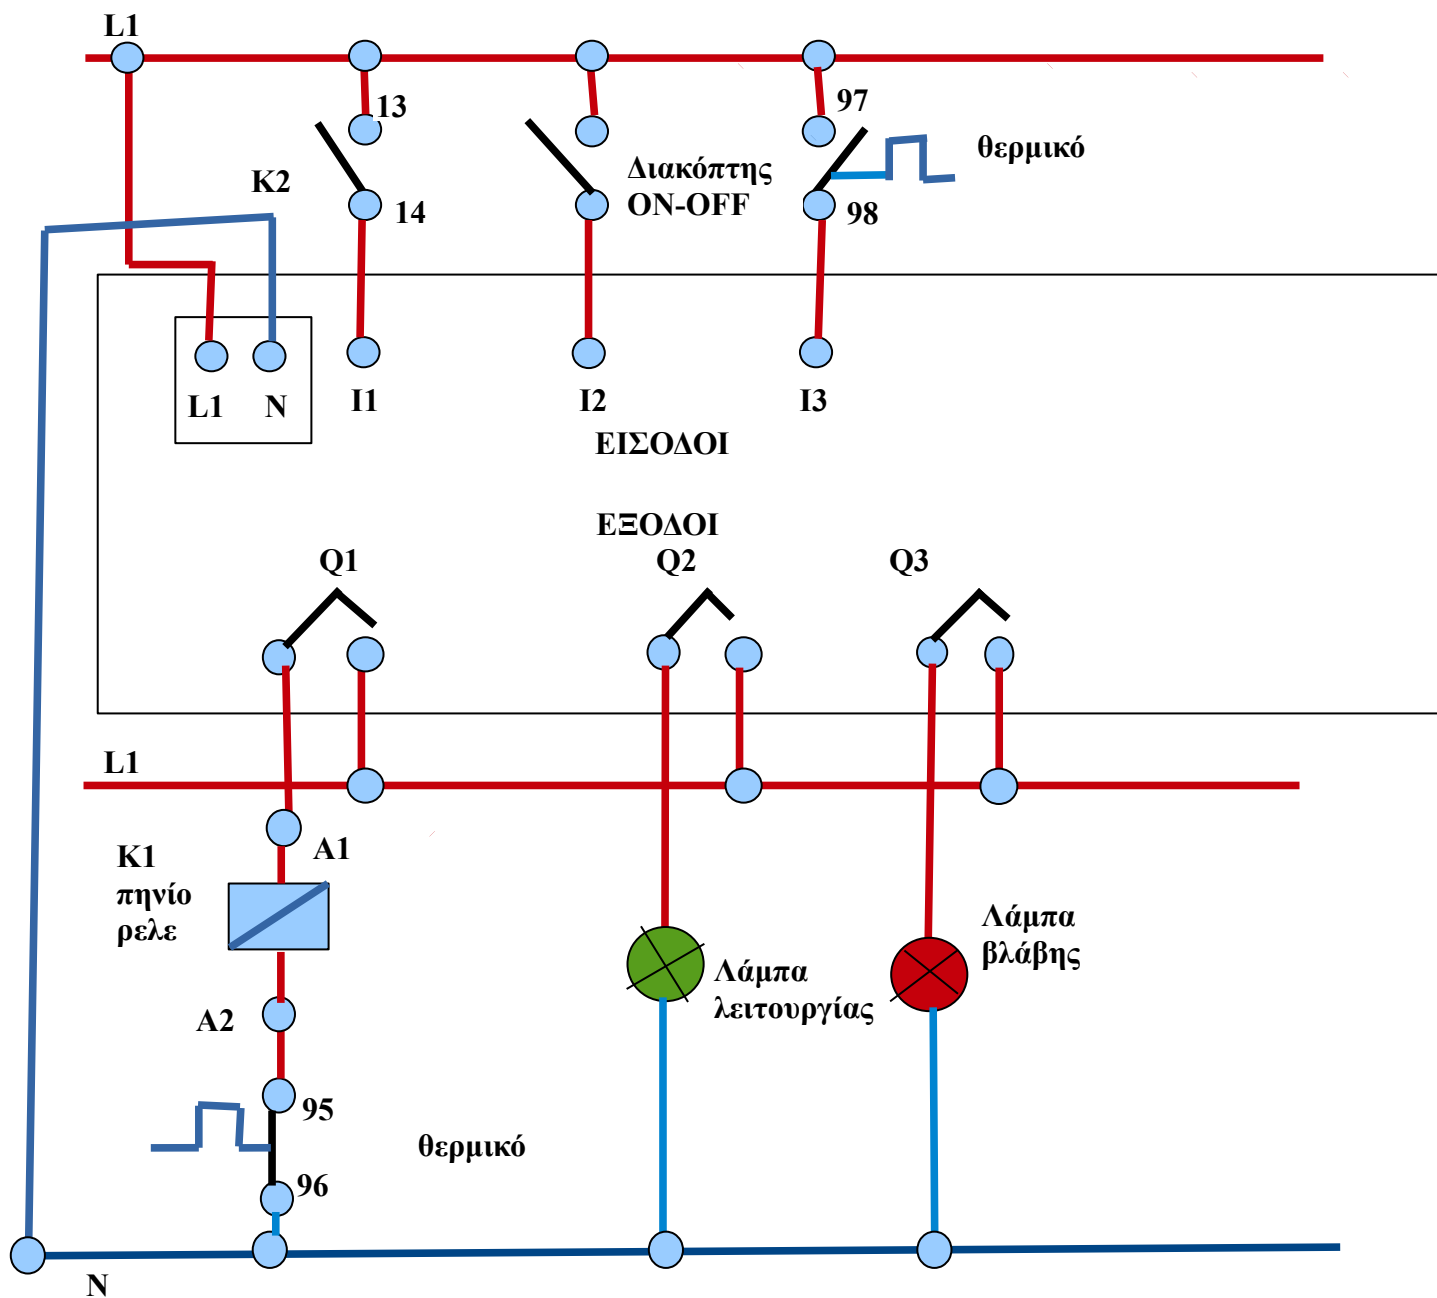 L1
13
97
θερμικό
K2
Διακόπτης
ON-OFF
14
98
L1
N
I1
I2
I3
ΕΙΣΟΔΟΙ
ΕΞΟΔΟΙ
Q1
Q2
Q3
L1
K1
πηνίο
ρελε
A1
Λάμπα
βλάβης
Λάμπα
λειτουργίας
A2
95
θερμικό
96
N